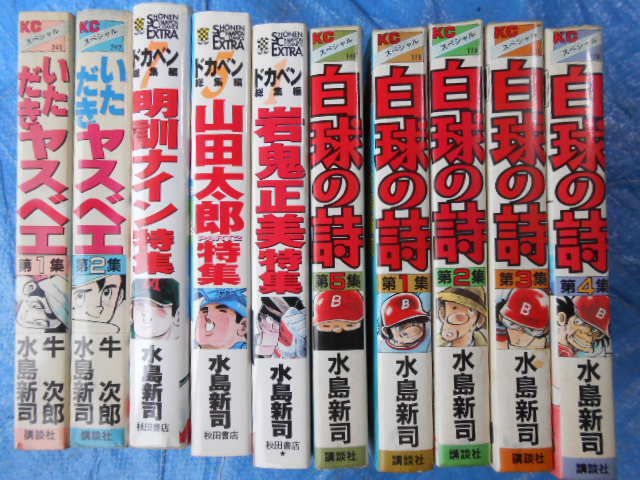 KC
スペシャル
241
いただきヤスベエ
第1集
牛次郎
水島新司
講談社
KC
スペシャル
242
いただきヤスベエ
第2集
牛次郎
水島新司
講談社
SHONEN
CHAMPION
COMICS
EXTRA
ドカベン
総集編
明訓ナイン特集
水島新司
秋田書店
SHONEN
CHAMPION
COMICS
EXTRA
ドカベン
総集編
山田太郎
PART2
特集
水島新司
秋田書店
SHONEN
CHAMPION
COMICS
EXTRA
ドカベン
総集編
岩鬼正美特集
水島新司
秋田書店
KC
スペシャル
白球の詩
第5集
B
水島新司
講談社
KC
スペシャル
白球の詩
第1集
B
水島新司
講談社
KC
スペシャル
白球の詩
第2集
水島新司
講談社
KC
スペシャル
白球の詩
第3集
B
水島新司
講談社
KC
スペシャル
白球の詩
第4集
B
水島新司
講談社